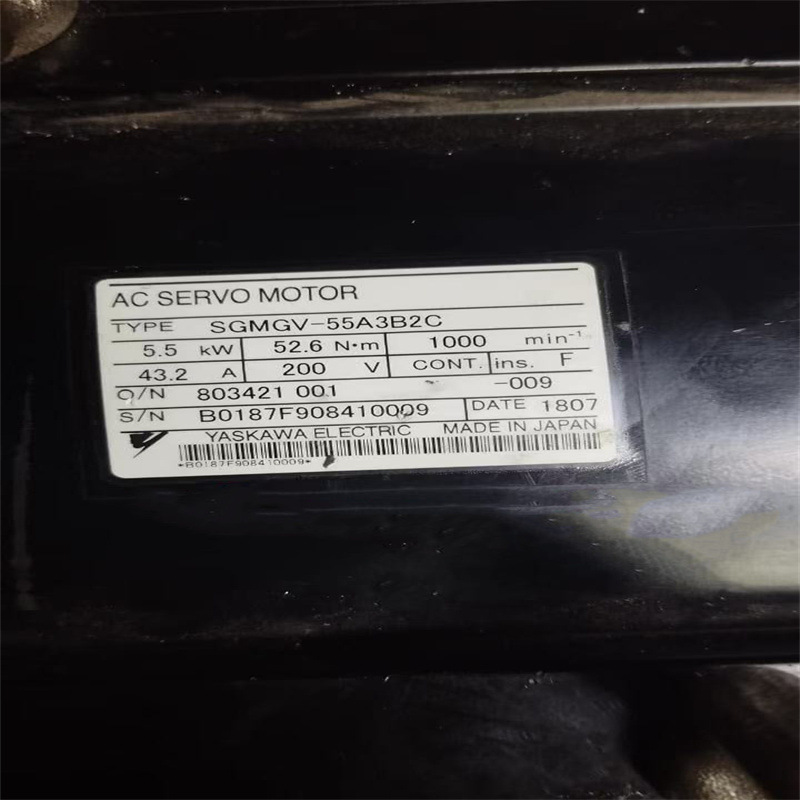 AC SERVO MOTOR
TYPE SGMGV-55A3B2C
5.5 kW 52.6 N·m 1000 min⁻¹
43.2 A 200 V CONT. ins. F
O/N 803421 001 -009
S/N B0187F908410009 DATE 1807
YASKAWA ELECTRIC MADE IN JAPAN
*B0187F908410009*